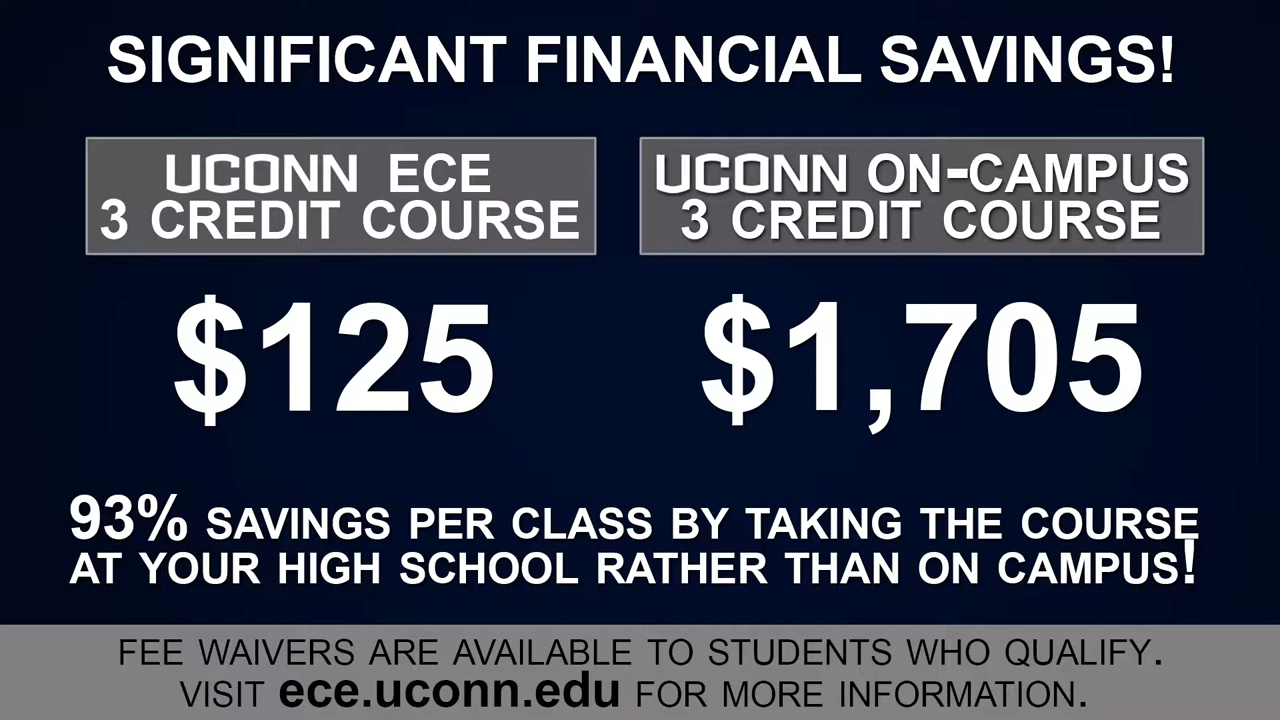 SIGNIFICANT FINANCIAL SAVINGS!
UCONN ECE
3 CREDIT COURSE
$125
UCONN ON-CAMPUS
3 CREDIT COURSE
$1,705
93% SAVINGS PER CLASS BY TAKING THE COURSE
AT YOUR HIGH SCHOOL RATHER THAN ON CAMPUS!
FEE WAIVERS ARE AVAILABLE TO STUDENTS WHO QUALIFY.
VISIT ece.uconn.edu FOR MORE INFORMATION.